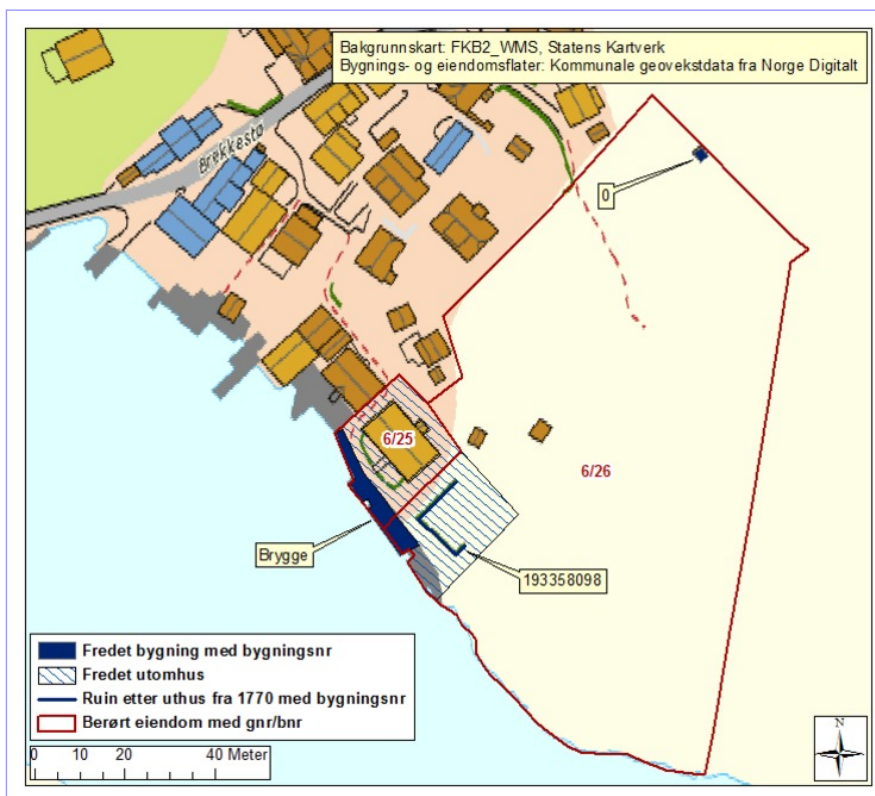 Bakgrunnskart: FKB2_WMS, Statens Kartverk
Bygnings- og eiendomsflater: Kommunale geovekstdata fra Norge Digitalt
Brekkestø
0
6/25
6/26
Brygge
193358098
Fredet bygning med bygningsnr
Fredet utomhus
Ruin etter uthus fra 1770 med bygningsnr
Berørt eiendom med gnr/bnr
0 10 20 40 Meter
N